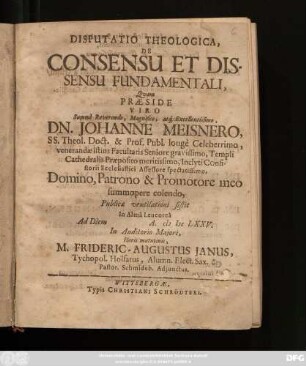 DISPUTATIO THEOLOGICA,
DE
CONSENSU ET DIS-
SENSU FUNDAMENTALI,
Quam
PRÆSIDE
VIRO
Summè Reverendo, Magnifico, atq; Excellentissimo,
DN. JOHANNE MEISNERO,
SS. Theol. Doct. & Prof. Publ. longè Celeberrimo,
venerandæ istius Facultatis Seniore gravissimo, Templi
Cathedralis Præposito meritissimo, Inclyti Consi-
storii Ecclesiastici Assessore spectatissimo,
Domino, Patrono & Promotore meo
summopere colendo,
Publicæ ventilationi sistit
In Almâ Leucoreâ
Ad Diem A. LXXV.
In Auditorio Majori,
Horis matutinis,
M. FRIDERIC-AUGUSTUS JANUS,
Tychopol. Holsatus, Alumn. Elect. Sax. &
Pastor. Schmideb. Adjunctus.
WITTEBERGÆ,
Typis CHRISTIANI SCHRÖDTERI.